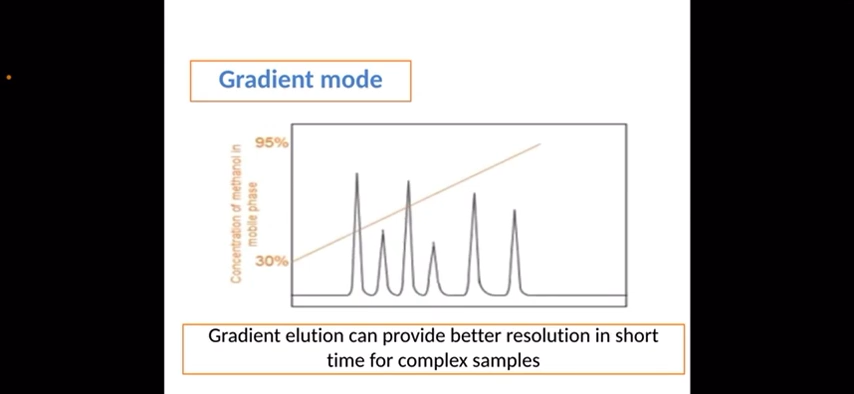 Gradient mode
95%
Concentration of methanol in
mobile phase
30%
Gradient elution can provide better resolution in short
time for complex samples